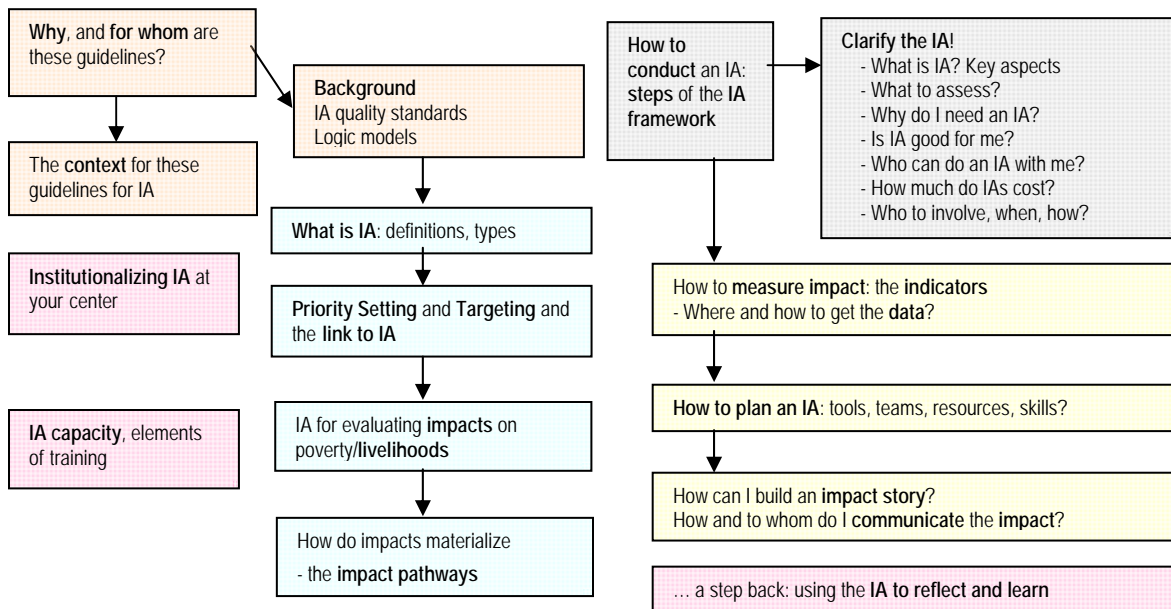 Why, and for whom are
these guidelines?
The context for these
guidelines for IA
Institutionalizing IA at
your center
IA capacity, elements
of training
Background
IA quality standards
Logic models
What is IA: definitions, types
Priority Setting and Targeting and
the link to IA
IA for evaluating impacts on
poverty/livelihoods
How do impacts materialize
- the impact pathways
How to
conduct an IA:
steps of the IA
framework
Clarify the IA!
- What is IA? Key aspects
- What to assess?
- Why do I need an IA?
- Is IA good for me?
- Who can do an IA with me?
- How much do IAs cost?
- Who to involve, when, how?
How to measure impact: the indicators
- Where and how to get the data?
How to plan an IA: tools, teams, resources, skills?
How can I build an impact story?
How and to whom do I communicate the impact?
... a step back: using the IA to reflect and learn